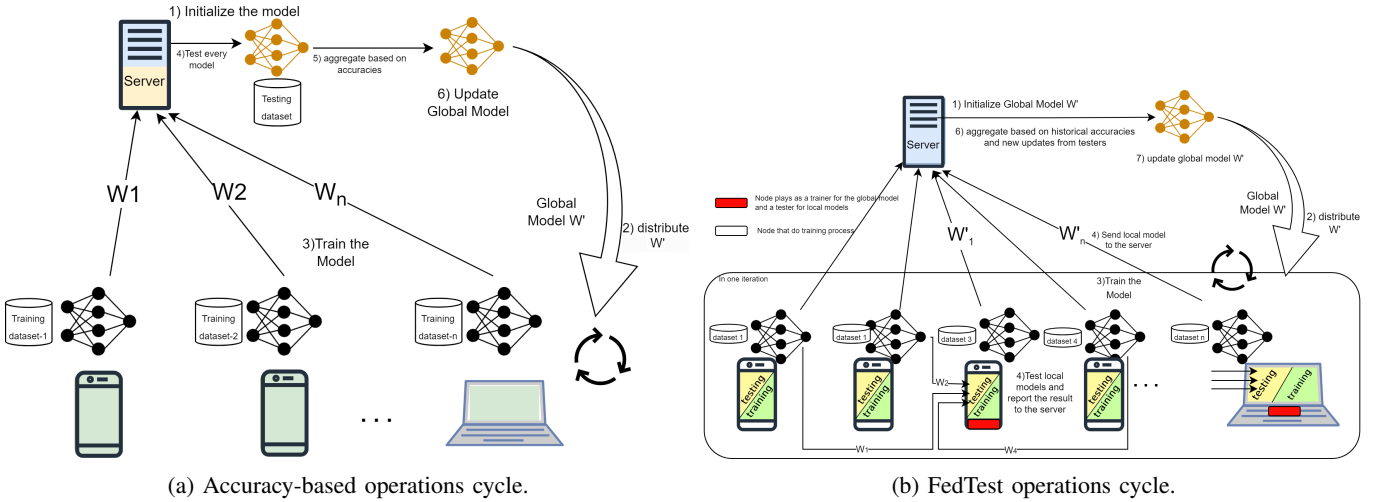 1) Initialize the model
4)Test every
model
5) aggregate based on
accuracies
Server
Testing
dataset
6) Update
Global Model
W1
W2
Wn
Global
Model W'
2) distribute
W'
3)Train the
Model
Training
dataset-1
Training
dataset-2
Training
dataset-n
. . .
(a) Accuracy-based operations cycle.
1) Initialize Global Model W'
6) aggregate based on historical accuracies
and new updates from testers
Server
7) update global model W'
Node plays as a trainer for the global model
and a tester for local models
Node that do training process
W'1
W'n
4) Send local model
to the server
Global
Model W'
2) distribute
W'
In one iteration
3)Train the
Model
dataset 1
dataset 1
dataset 3
dataset 4
dataset n
testing
training
testing
training
testing
training
testing
training
testing
training
W2
4)Test local
models and
report the result
to the server
. . .
W1
W4
(b) FedTest operations cycle.